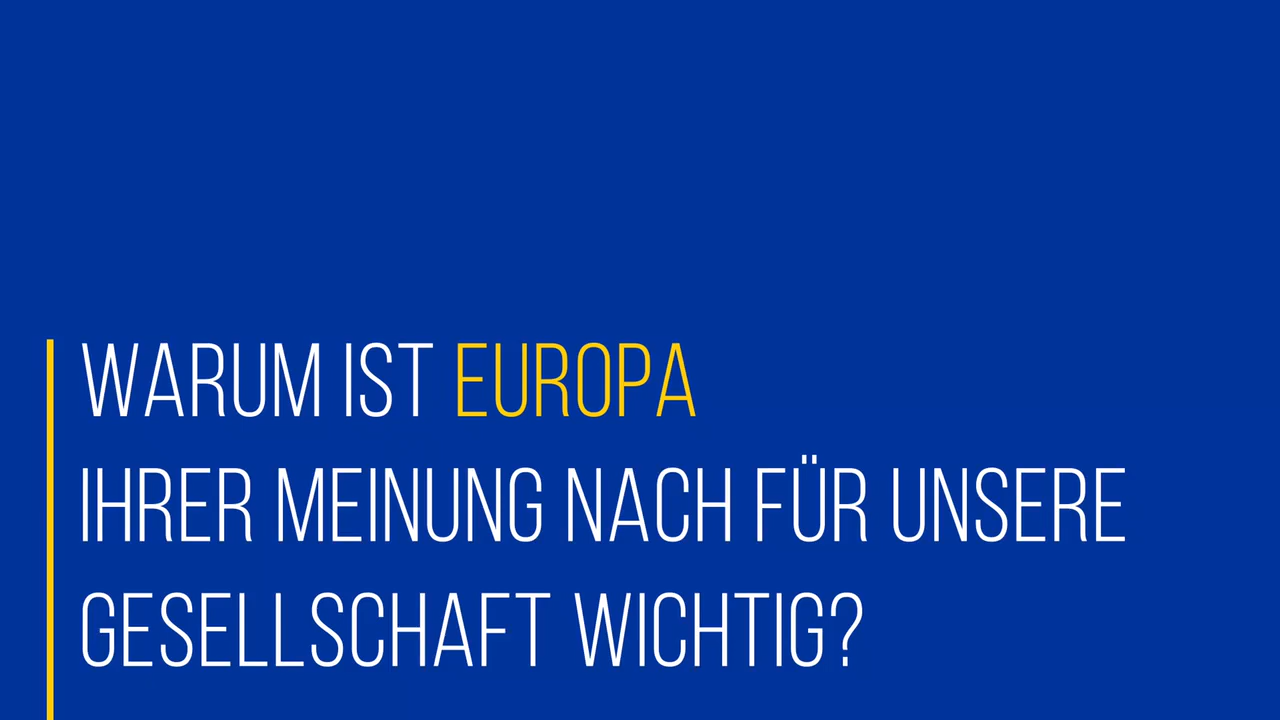 WARUM IST EUROPA
IHRER MEINUNG NACH FÜR UNSERE
GESELLSCHAFT WICHTIG?